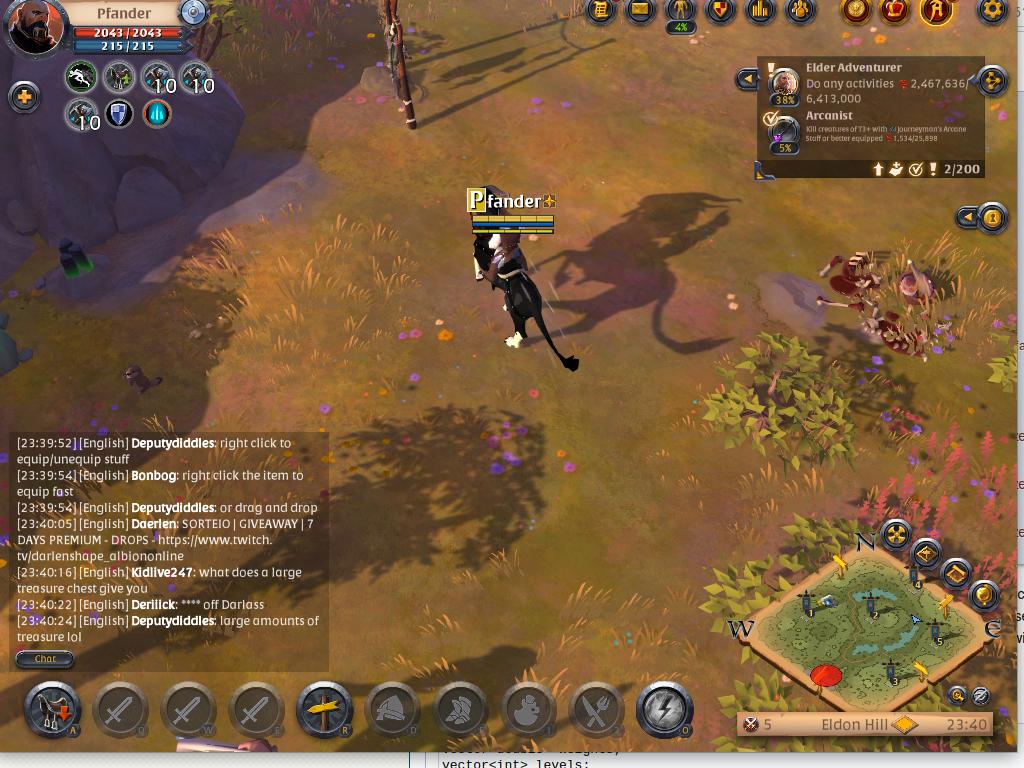 Pfander
2043 / 2043
215 / 215
4%
10
10
10
Elder Adventurer
Do any activities 2,467,636/
6,413,000
38%
Arcanist
Kill creatures of T3+ with Journeyman's Arcane
Staff or better equipped 1,534/25,898
5%
2/200
Pfander
[23:39:52][English] Deputydiddles: right click to
equip/unequip stuff
[23:39:54][English] Bonbog: right click the item to
equip fast
[23:39:54][English] Deputydiddles: or drag and drop
[23:40:05][English] Daerlen: SORTEIO | GIVEAWAY | 7
DAYS PREMIUM - DROPS - https://www.twitch.
tv/darlenshape_albiononline
[23:40:16][English] Kidlive247: what does a large
treasure chest give you
[23:40:22][English] Derilick: **** off Darlass
[23:40:24][English] Deputydiddles: large amounts of
treasure lol
Chat
N
W
E
1
2
3
4
5
A
Q
W
E
R
D
F
1
2
O
5 Eldon Hill 23:40
vector<int> levels;